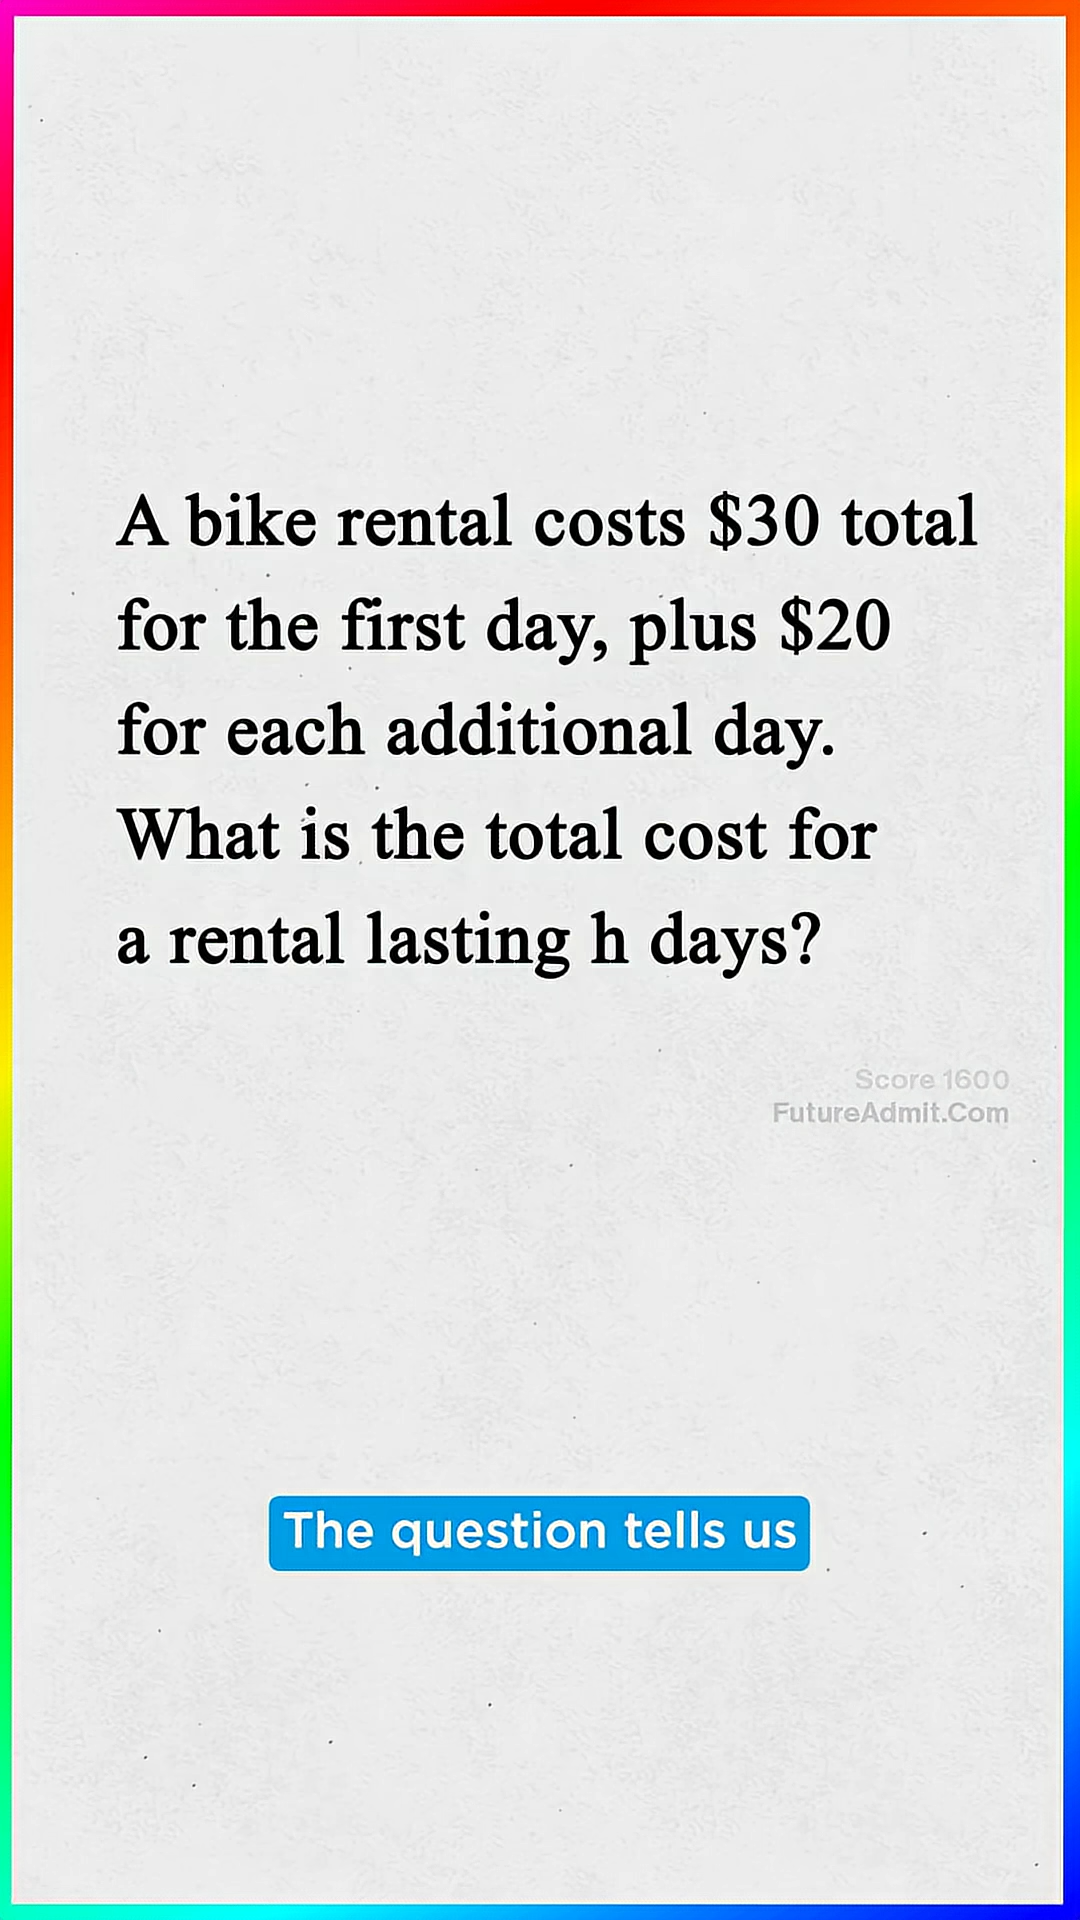 A bike rental costs $30 total
for the first day, plus $20
for each additional day.
What is the total cost for
a rental lasting h days?
Score 1600
FutureAdmit.Com
The question tells us